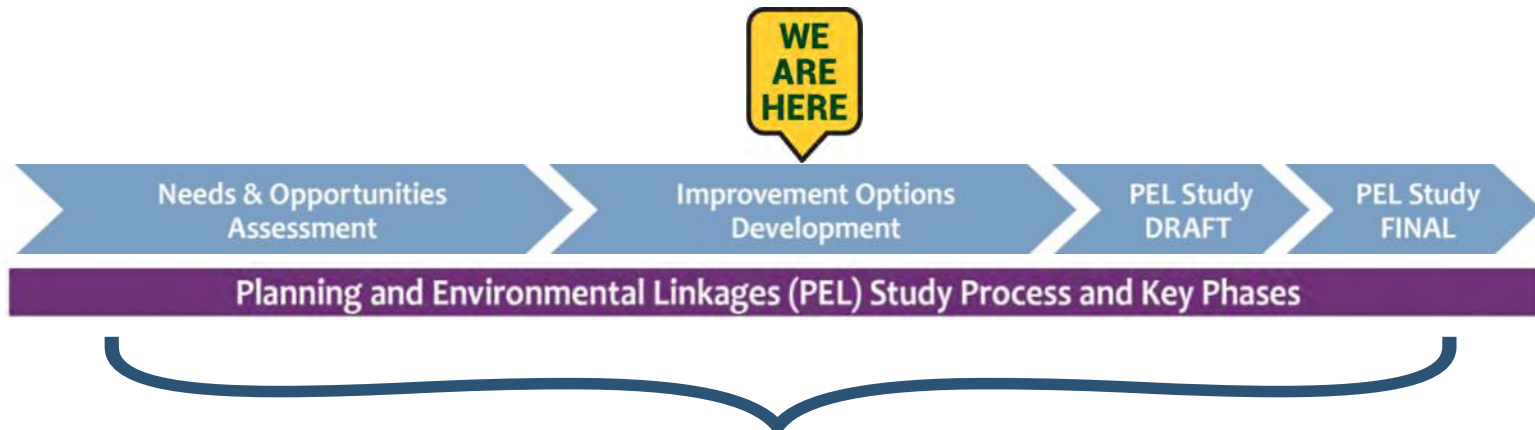 WE
ARE
HERE
Needs & Opportunities
Assessment
Improvement Options
Development
PEL Study
DRAFT
PEL Study
FINAL
Planning and Environmental Linkages (PEL) Study Process and Key Phases